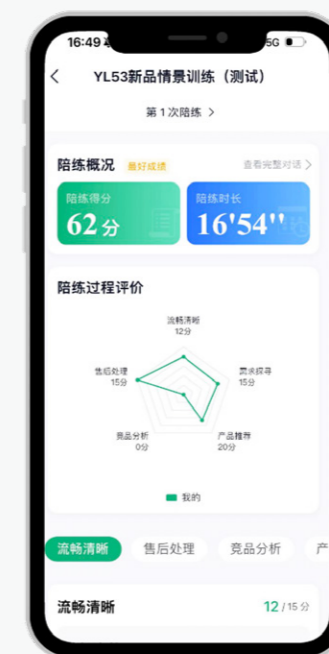 16:49
5G
YL53新品情景训练（测试）
第 1 次陪练 >
陪练概况 最好成绩 查看完整对话 >
陪练得分
62 分
陪练时长
16'54''
陪练过程评价
流畅清晰
12分
售后处理
15分
需求探寻
15分
竞品分析
0分
产品推荐
20分
我的
流畅清晰 售后处理 竞品分析 产
流畅清晰 12 / 15 分